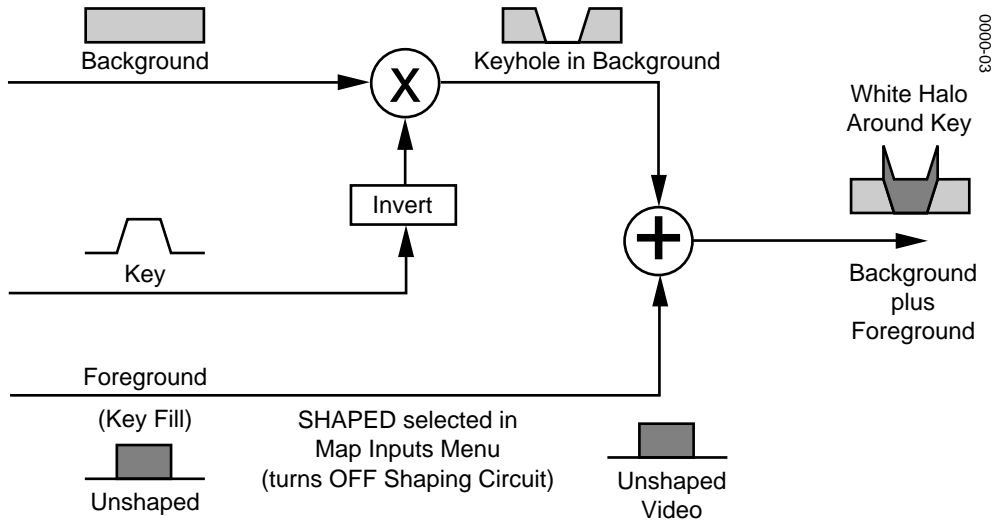 Background
X
Keyhole in Background
0000-03
White Halo
Around Key
Invert
Key
+
Background
plus
Foreground
Foreground
(Key Fill)
Unshaped
SHAPED selected in
Map Inputs Menu
(turns OFF Shaping Circuit)
Unshaped
Video